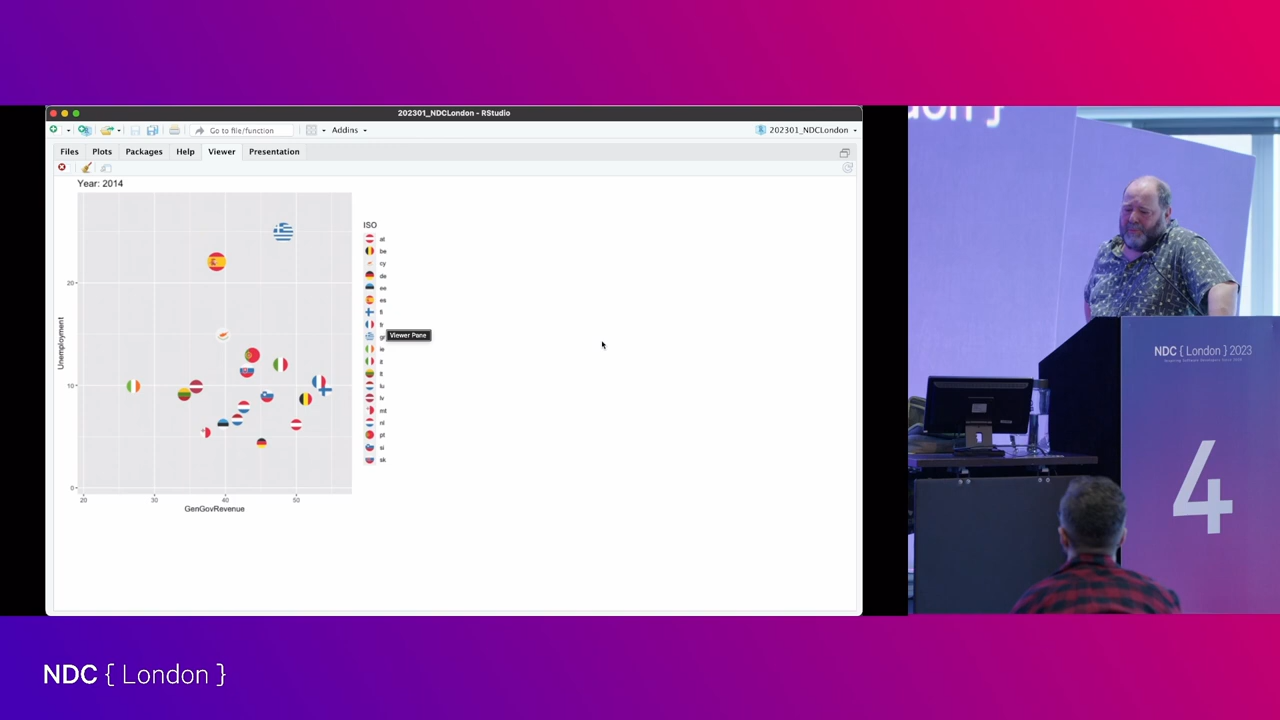 202301_NDCLondon - RStudio
Go to file/function
Addins
202301_NDCLondon
Files
Plots
Packages
Help
Viewer
Presentation
Year: 2014
Unemployment
20
10
0
20
30
40
50
GenGovRevenue
ISO
at
be
cy
de
ee
es
fi
fr
gr
Viewer Pane
ie
it
lt
lu
lv
mt
nl
pt
si
sk
ondon }
NDC { London } 2023
4
NDC { London }